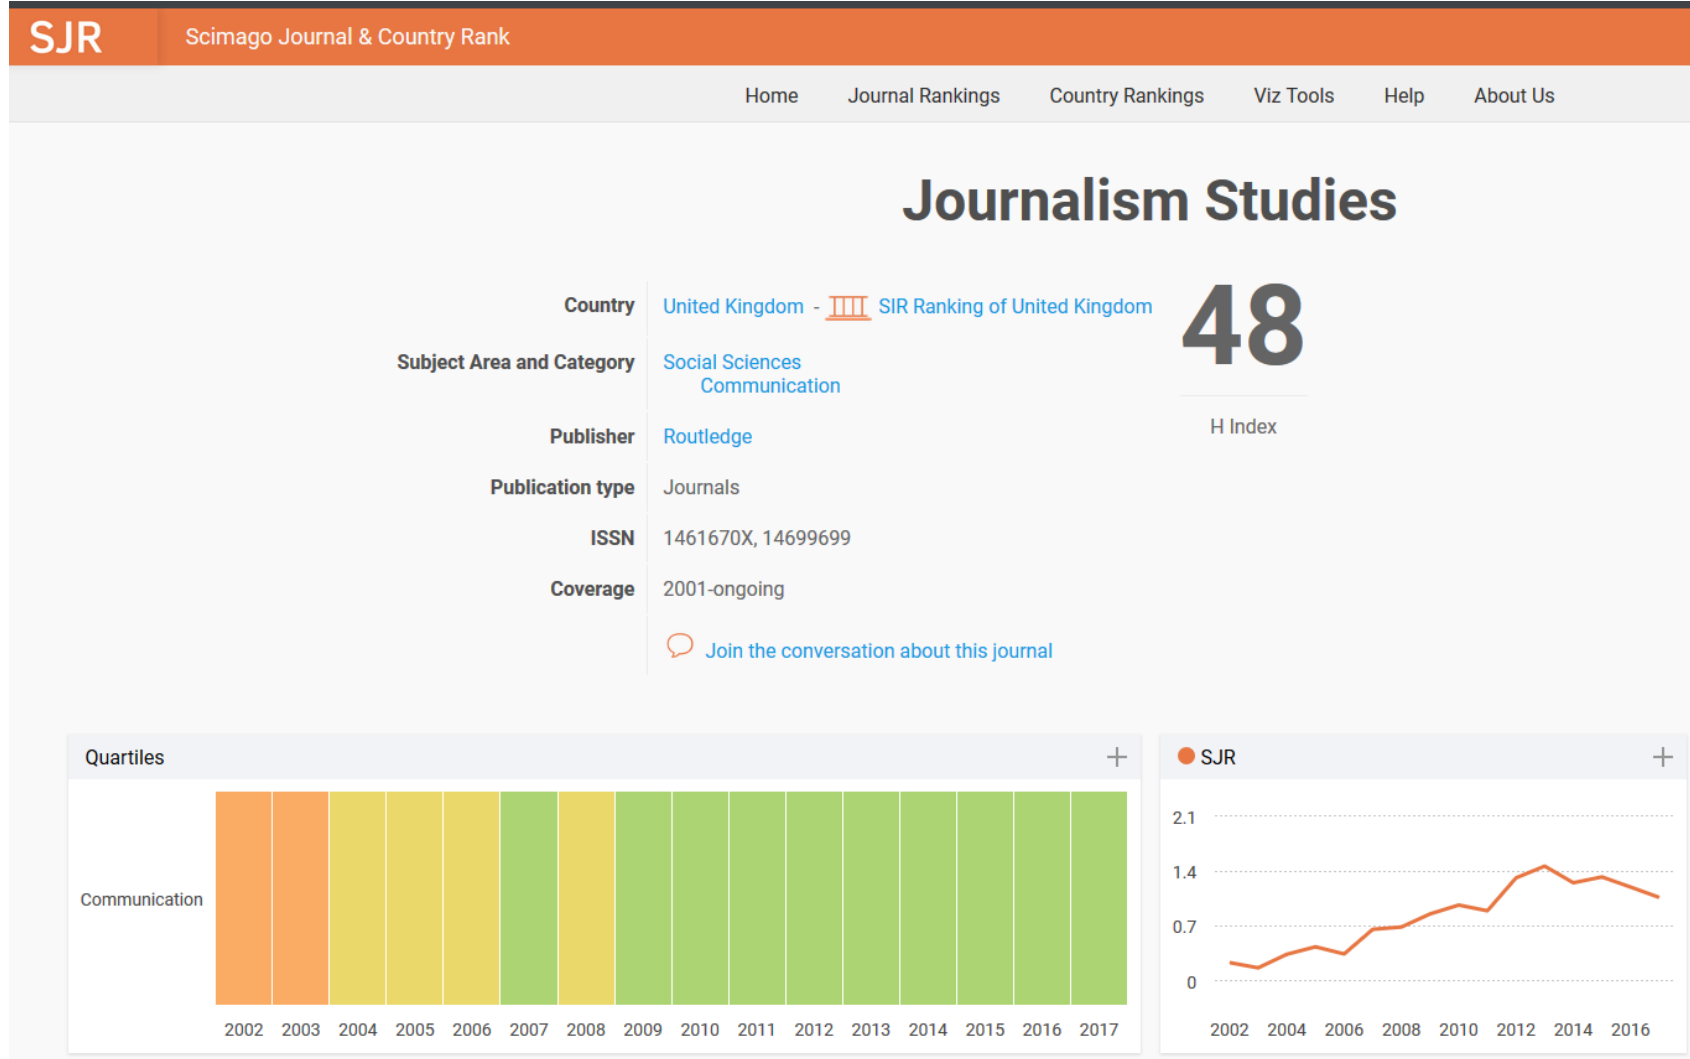 SJR Scimago Journal & Country Rank
Home Journal Rankings Country Rankings Viz Tools Help About Us
Journalism Studies
Country United Kingdom - SIR Ranking of United Kingdom
Subject Area and Category Social Sciences
Communication
Publisher Routledge
Publication type Journals
ISSN 1461670X, 14699699
Coverage 2001-ongoing
Join the conversation about this journal
48
H Index
Quartiles
Communication
2002 2003 2004 2005 2006 2007 2008 2009 2010 2011 2012 2013 2014 2015 2016 2017
SJR
2.1
1.4
0.7
0
2002 2004 2006 2008 2010 2012 2014 2016